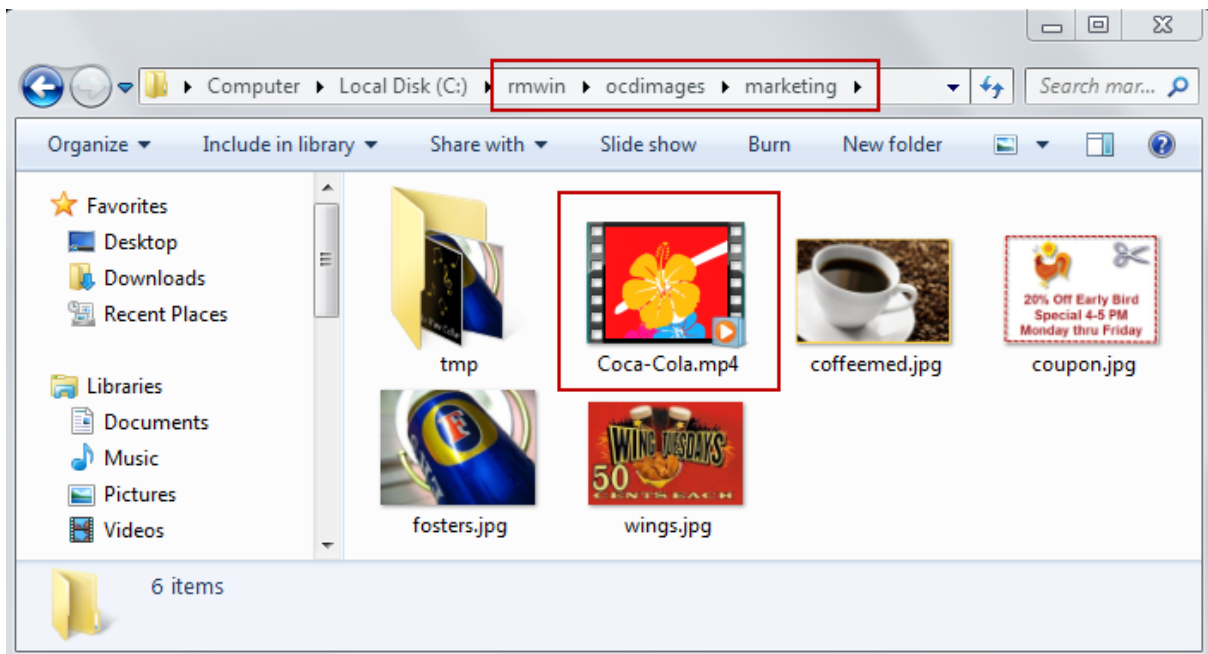 Computer ▸ Local Disk (C:) ▸ rmwin ▸ ocdimages ▸ marketing ▸
Search mar...
Organize Include in library Share with Slide show Burn New folder
Favorites
Desktop
Downloads
Recent Places
Libraries
Documents
Music
Pictures
Videos
tmp
Coca-Cola.mp4
coffeemed.jpg
20% Off Early Bird
Special 4-5 PM
Monday thru Friday
coupon.jpg
F
fosters.jpg
WING TUESDAYS
50
CENTS EACH
wings.jpg
6 items